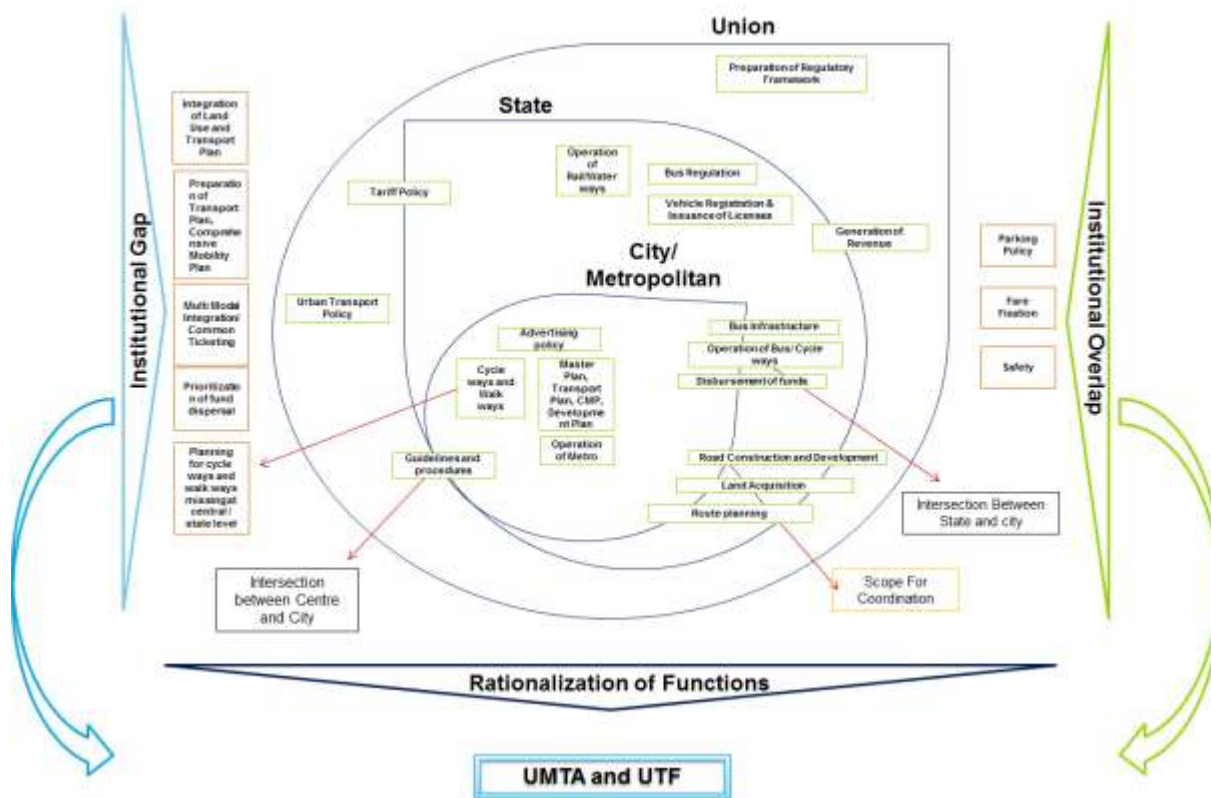 Union
Preparation of Regulatory
Framework
State
Integration
of Land
Use and
Transport
Plan
Operation
of
Rail/Water
ways
Bus Regulation
Tariff Policy
Vehicle Registration &
Issuance of Licenses
Preparatio
n of
Transport
Plan,
Comprehe
nsive
Mobility
Plan
Generation of
Revenue
Parking
Policy
Institutional Gap
Institutional Overlap
City/
Metropolitan
Multi Modal
Integration/
Common
Ticketing
Urban Transport
Policy
Fare
Fixation
Advertising
policy
Bus Infrastructure
Operation of Bus/Cycle
ways
Disbursement of funds
Safety
Cycle
ways and
Walk
ways
Master
Plan,
Transport
Plan, CMP,
Developme
nt Plan
Prioritizatio
n of fund
dispersal
Operation
of Metro
Planning
for cycle
ways and
walk ways
missing at
central /
state level
Guidelines and
procedures
Road Construction and Development
Land Acquisition
Route planning
Intersection Between
State and city
Intersection
between Centre
and City
Scope For
Coordination
Rationalization of Functions
UMTA and UTF